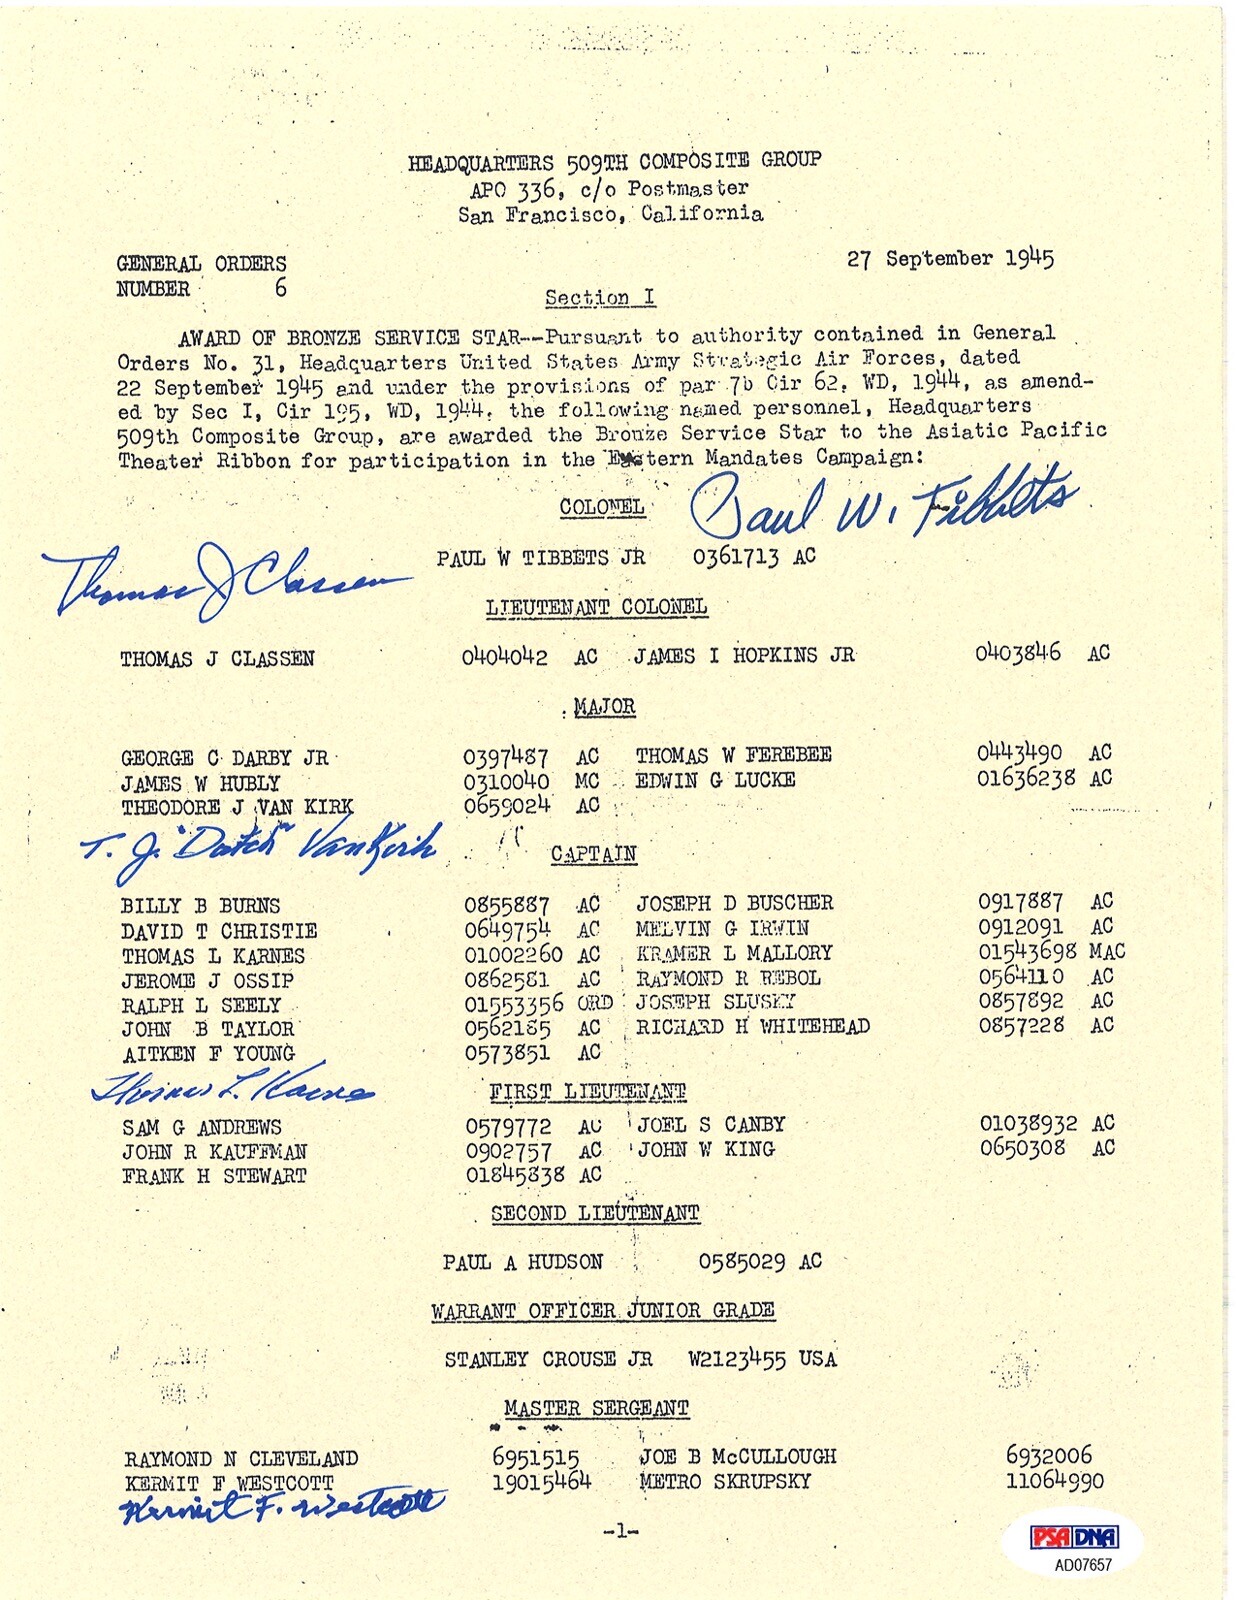 HEADQUARTERS 509TH COMPOSITE GROUP
APO 336, c/o Postmaster
San Francisco, California
GENERAL ORDERS 27 September 1945
NUMBER 6
Section I
AWARD OF BRONZE SERVICE STAR--Pursuant to authority contained in General
Orders No. 31, Headquarters United States Army Strategic Air Forces, dated
22 September 1945 and under the provisions of par 7b Cir 62, WD, 1944, as amend-
ed by Sec I, Cir 195, WD, 1944, the following named personnel, Headquarters
509th Composite Group, are awarded the Bronze Service Star to the Asiatic Pacific
Theater Ribbon for participation in the Eastern Mandates Campaign:
COLONEL Paul W. Tibbets
PAUL W TIBBETS JR 0361713 AC
Thomas J Classen
LIEUTENANT COLONEL
THOMAS J CLASSEN 0404042 AC JAMES I HOPKINS JR 0403846 AC
MAJOR
GEORGE C DARBY JR 0397487 AC THOMAS W FEREBEE 0443490 AC
JAMES W HUBLY 0310040 MC EDWIN G LUCKE 01636238 AC
THEODORE J VAN KIRK 0659024 AC
T. J. "Dutch" VanKirk
CAPTAIN
BILLY B BURNS 0855887 AC JOSEPH D BUSCHER 0917887 AC
DAVID T CHRISTIE 0649754 AC MELVIN G IRWIN 0912091 AC
THOMAS L KARNES 01002260 AC KRAMER L MALLORY 01543698 MAC
JEROME J OSSIP 0862581 AC RAYMOND R REBOL 0564110 AC
RALPH L SEELY 01553356 ORD JOSEPH SLUSKY 0857892 AC
JOHN B TAYLOR 0562185 AC RICHARD H WHITEHEAD 0857228 AC
AITKEN F YOUNG 0573851 AC
Thomas L. Karnes
FIRST LIEUTENANT
SAM G ANDREWS 0579772 AC JOEL S CANBY 01038932 AC
JOHN R KAUFFMAN 0902757 AC JOHN W KING 0650308 AC
FRANK H STEWART 01845838 AC
SECOND LIEUTENANT
PAUL A HUDSON 0585029 AC
WARRANT OFFICER JUNIOR GRADE
STANLEY CROUSE JR W2123455 USA
MASTER SERGEANT
RAYMOND N CLEVELAND 6951515 JOE B McCULLOUGH 6932006
KERMIT F WESTCOTT 19015464 METRO SKRUPSKY 11064990
Kermit F. Westcott
-1-
PSA DNA
AD07657